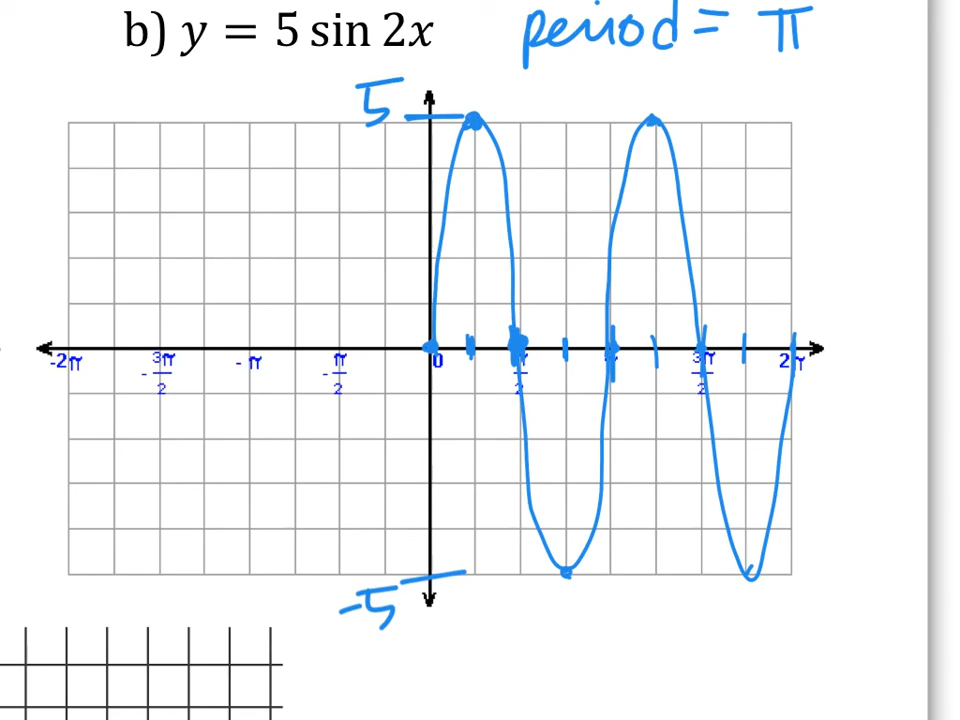 b) y = 5 sin 2x period = π
5
-2π -3π/2 -π -π/2 0 π/2 π 3π/2 2π
-5